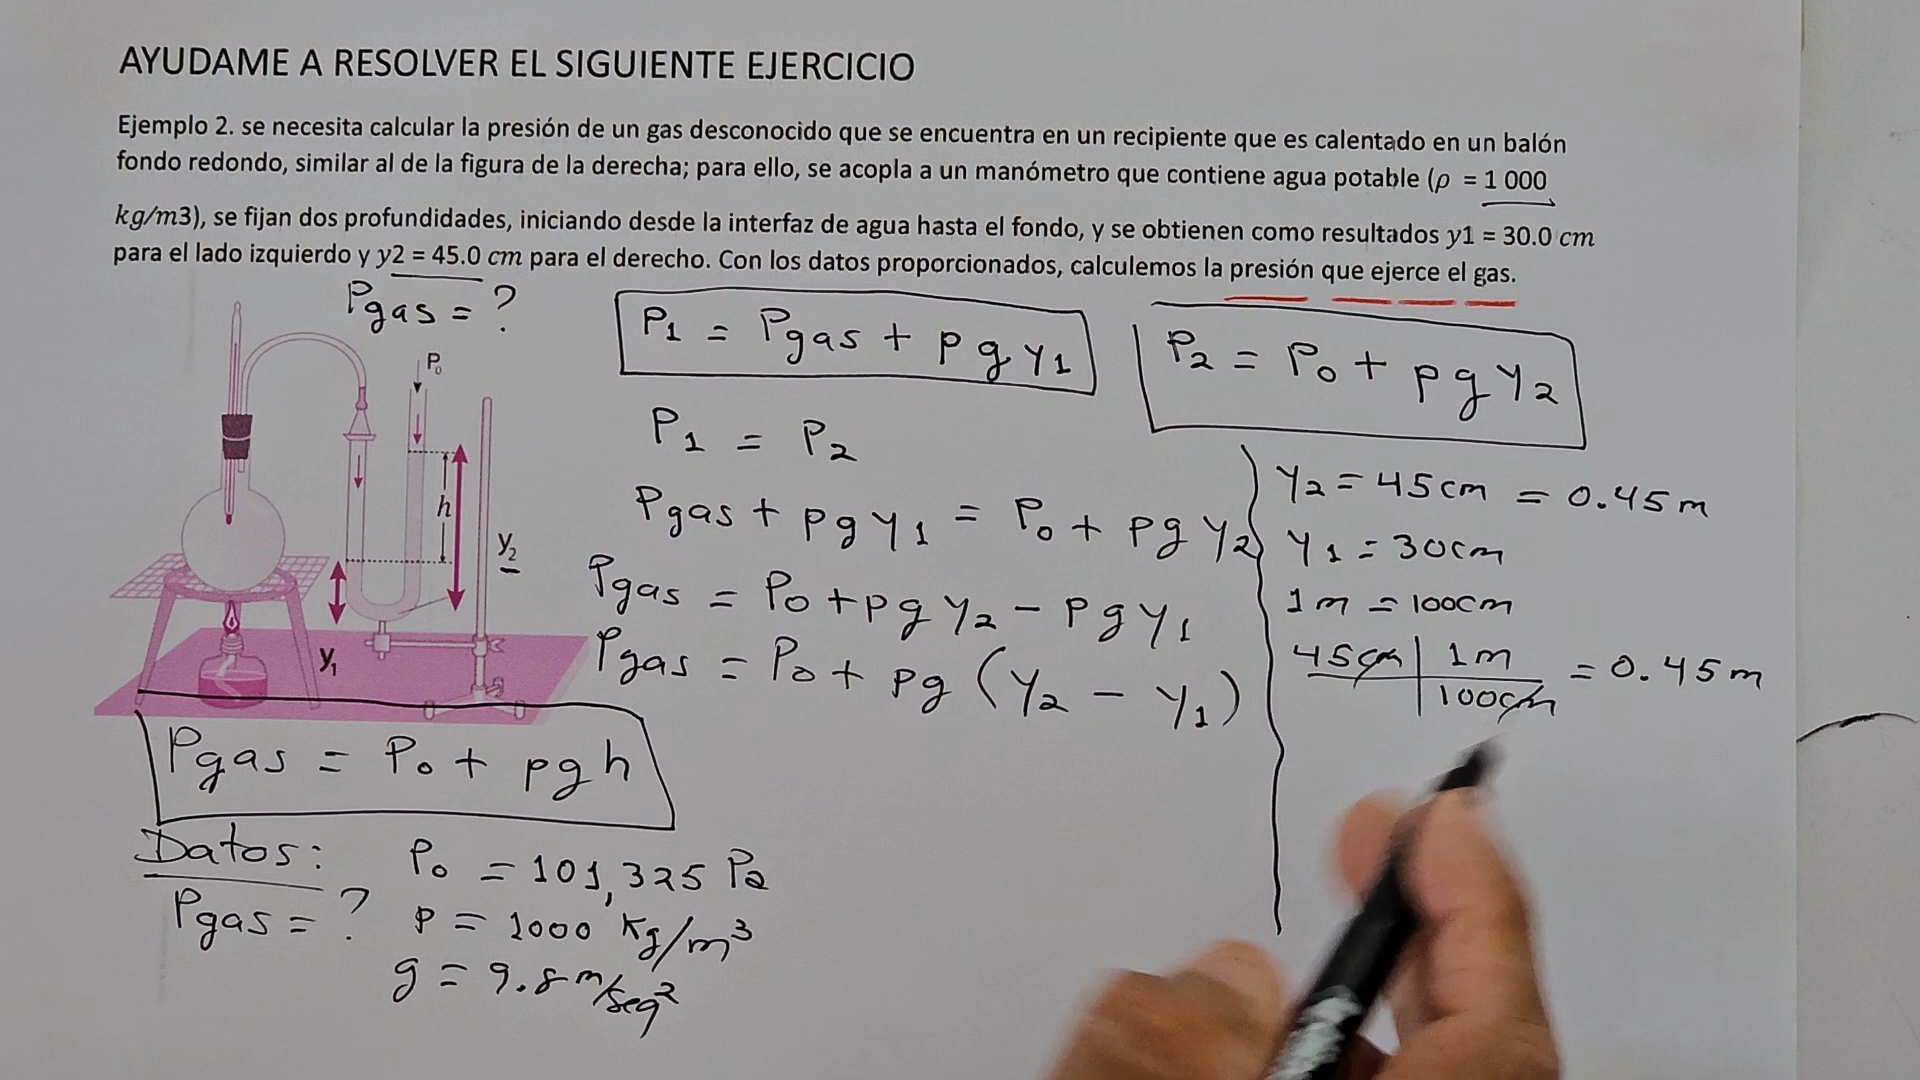 AYUDAME A RESOLVER EL SIGUIENTE EJERCICIO
Ejemplo 2. se necesita calcular la presión de un gas desconocido que se encuentra en un recipiente que es calentado en un balón
fondo redondo, similar al de la figura de la derecha; para ello, se acopla a un manómetro que contiene agua potable (ρ = 1 000
kg/m3), se fijan dos profundidades, iniciando desde la interfaz de agua hasta el fondo, y se obtienen como resultados y1 = 30.0 cm
para el lado izquierdo y y2 = 45.0 cm para el derecho. Con los datos proporcionados, calculemos la presión que ejerce el gas.
Pgas = ?
P₁ = Pgas + ρgy₁
P₂ = P₀ + ρgy₂
P₀
h
y₂
y₁
P₁ = P₂
Pgas + ρgy₁ = P₀ + ρgy₂
Pgas = P₀ + ρgy₂ - ρgy₁
Pgas = P₀ + ρg (y₂ - y₁)
y₂ = 45cm = 0.45m
y₁ = 30cm
1m = 100cm
45cm | 1m
100cm = 0.45m
Pgas = P₀ + ρgh
Datos:
Pgas = ?
P₀ = 101,325 Pa
ρ = 1000 Kg/m³
g = 9.8 m/seg²